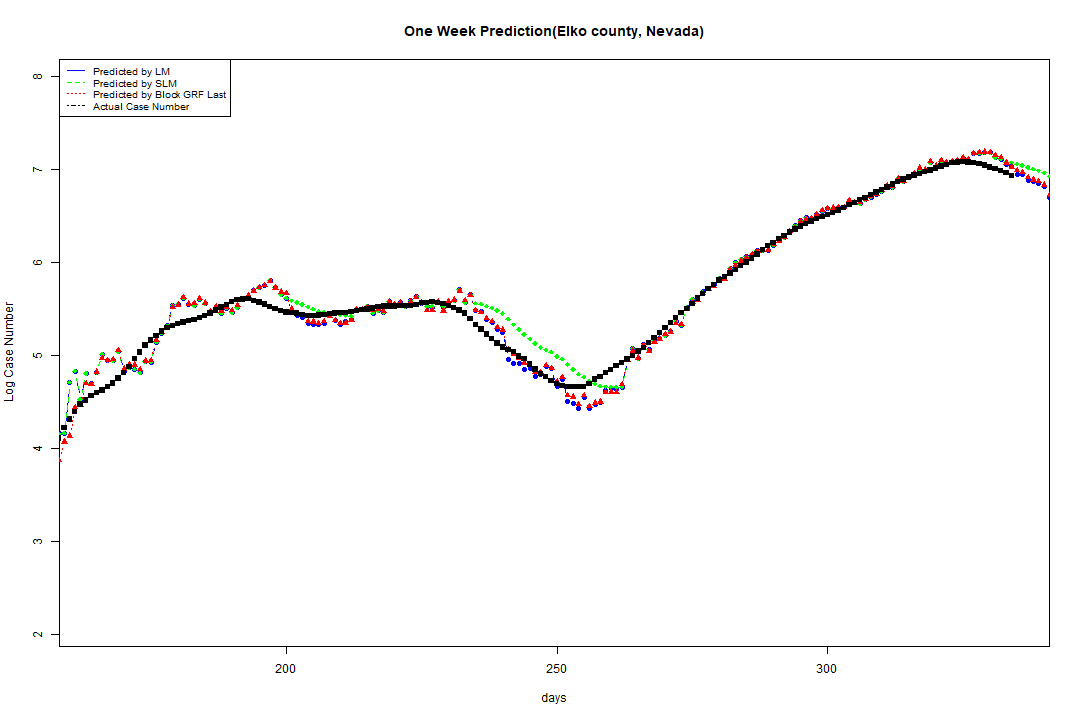 One Week Prediction(Elko county, Nevada)
Predicted by LM
Predicted by SLM
Predicted by Block GRF Last
Actual Case Number
8
7
6
5
4
3
2
Log Case Number
200
250
300
days